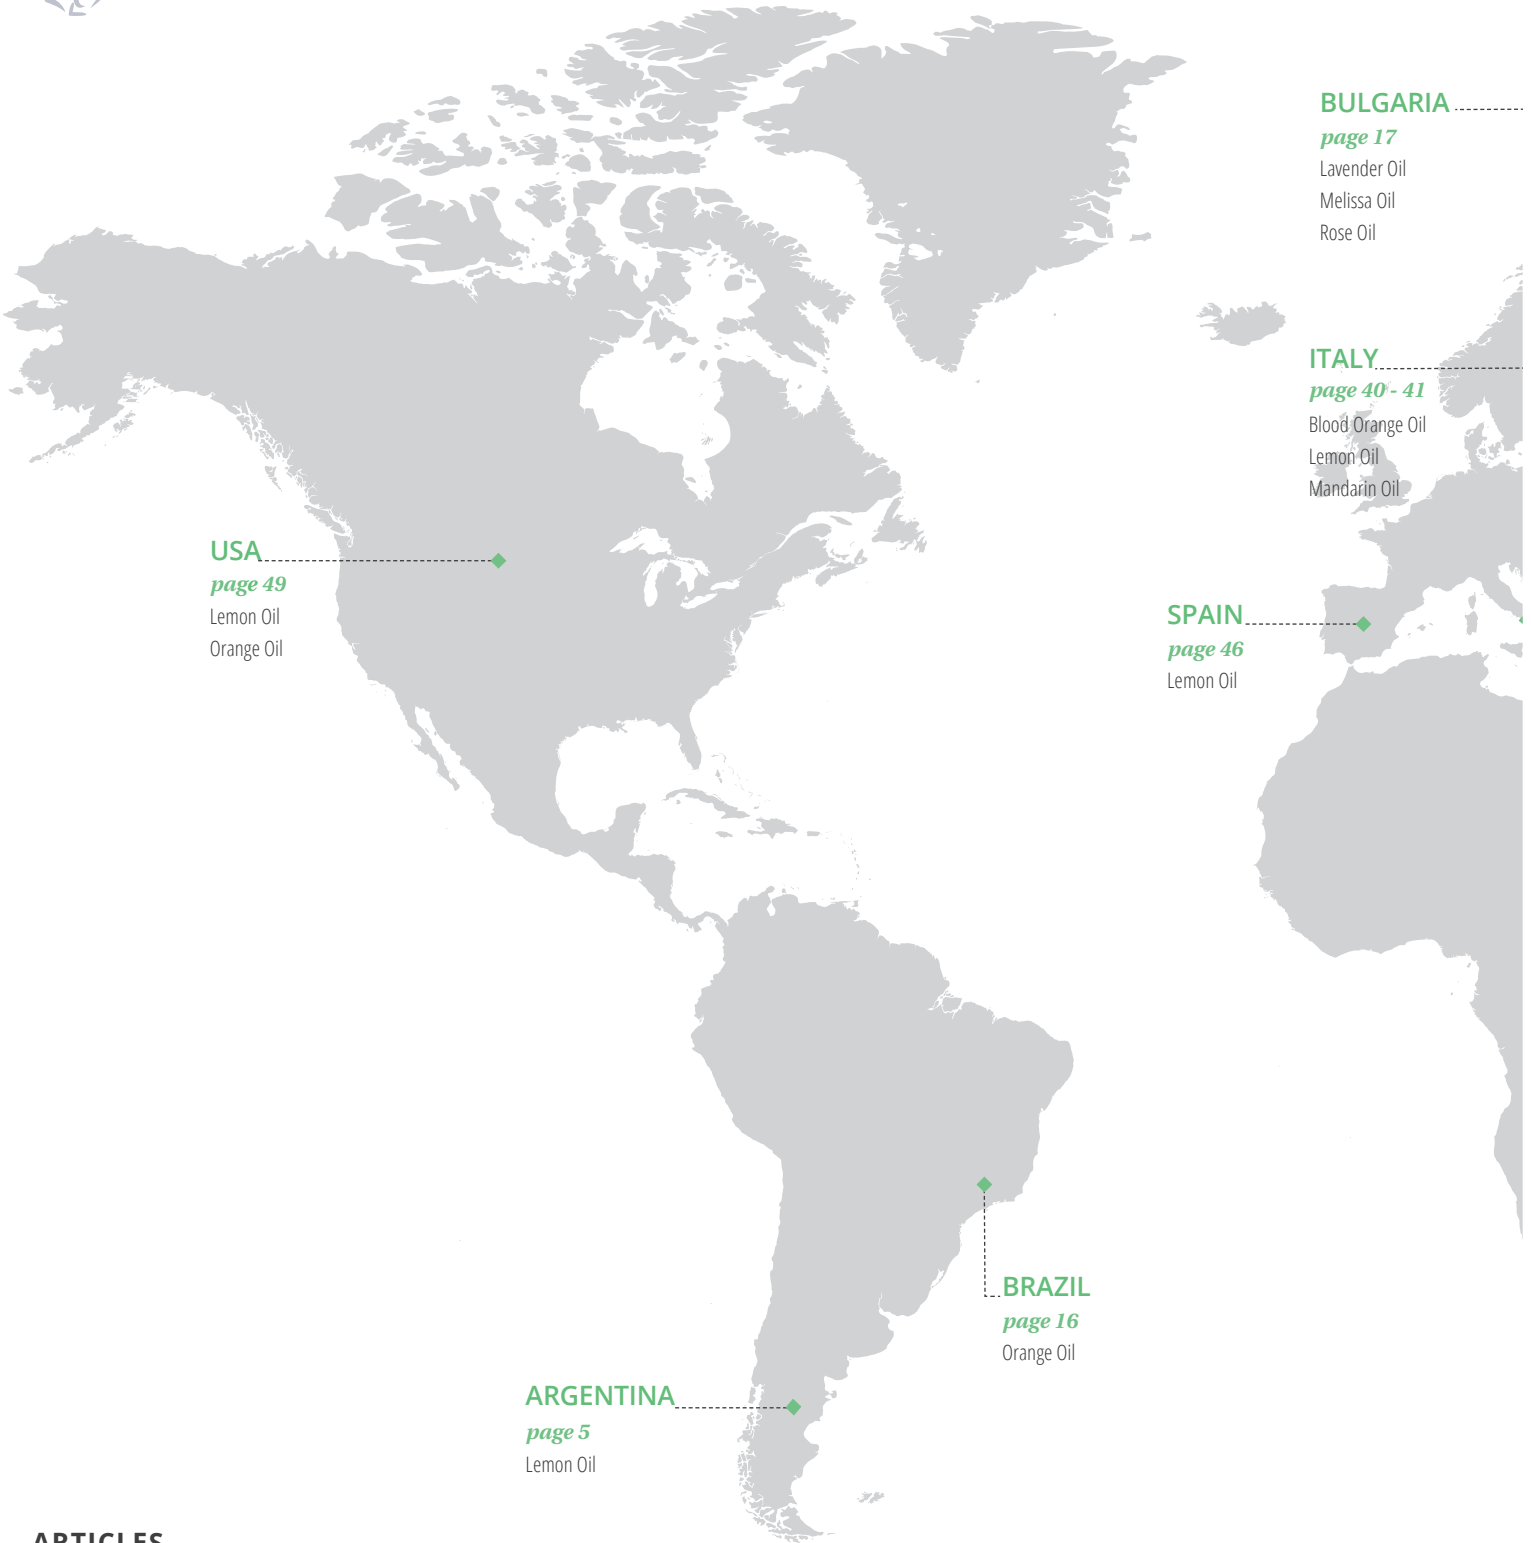 BULGARIA
page 17
Lavender Oil
Melissa Oil
Rose Oil
ITALY
page 40 - 41
Blood Orange Oil
Lemon Oil
Mandarin Oil
USA
page 49
Lemon Oil
Orange Oil
SPAIN
page 46
Lemon Oil
BRAZIL
page 16
Orange Oil
ARGENTINA
page 5
Lemon Oil
ARTICLES